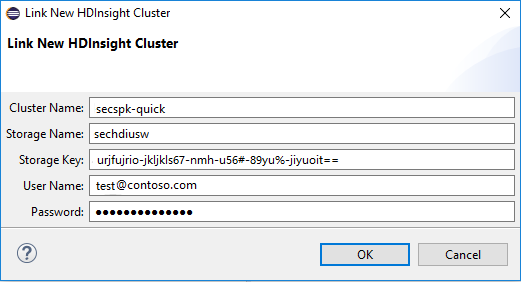 Link New HDInsight Cluster
Link New HDInsight Cluster
Cluster Name: secspk-quick
Storage Name: sechdiusw
Storage Key: urjfujrio-jkljkls67-nmh-u56#-89yu%-jiyuoit==
User Name: test@contoso.com
Password: ●●●●●●●●●●●●●●
? OK Cancel